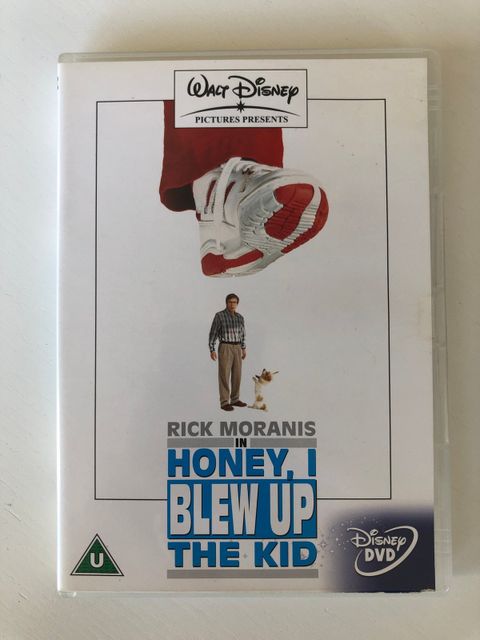 WALT DISNEY
PICTURES PRESENTS
RICK MORANIS
IN
HONEY, I
BLEW UP
THE KID
U
DISNEY
DVD